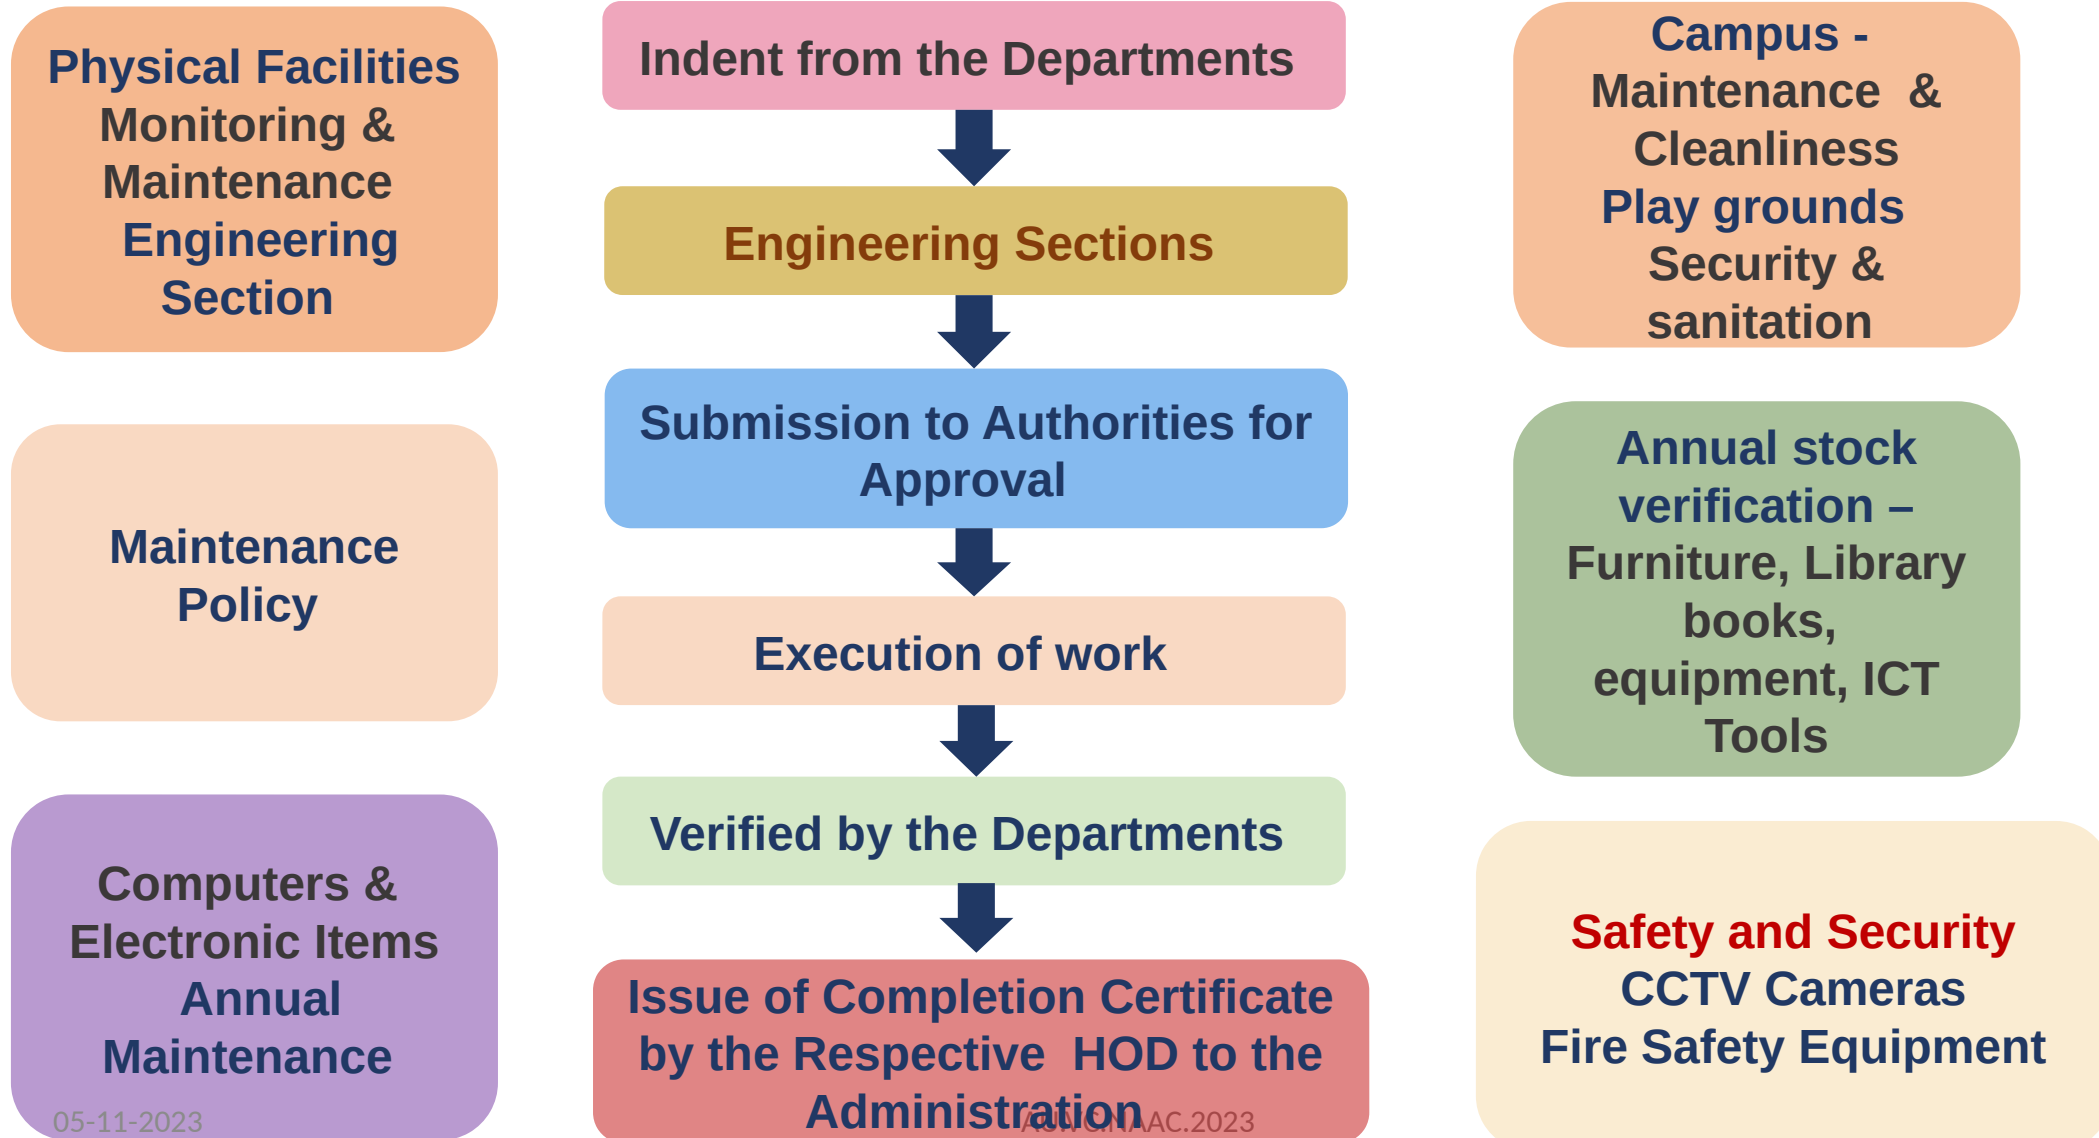 Physical Facilities
Monitoring &
Maintenance
Engineering
Section
Maintenance
Policy
Computers &
Electronic Items
Annual
Maintenance
05-11-2023
Indent from the Departments
Engineering Sections
Submission to Authorities for
Approval
Execution of work
Verified by the Departments
Issue of Completion Certificate
by the Respective HOD to the
Administration
Campus -
Maintenance &
Cleanliness
Play grounds
Security &
sanitation
Annual stock
verification –
Furniture, Library
books,
equipment, ICT
Tools
Safety and Security
CCTV Cameras
Fire Safety Equipment